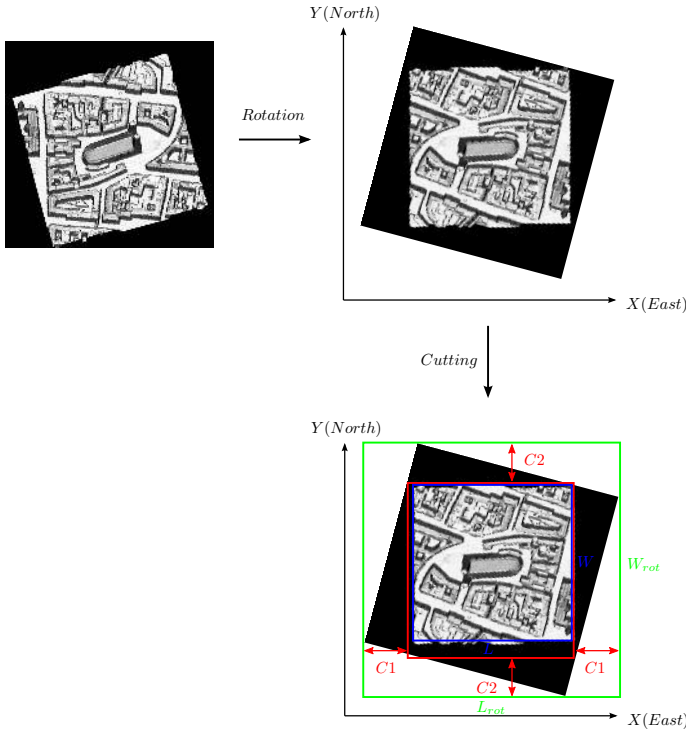 Y(North)
Rotation
X(East)
Cutting
Y(North)
C2
W
W_rot
L
C1
C1
C2
L_rot
X(East)